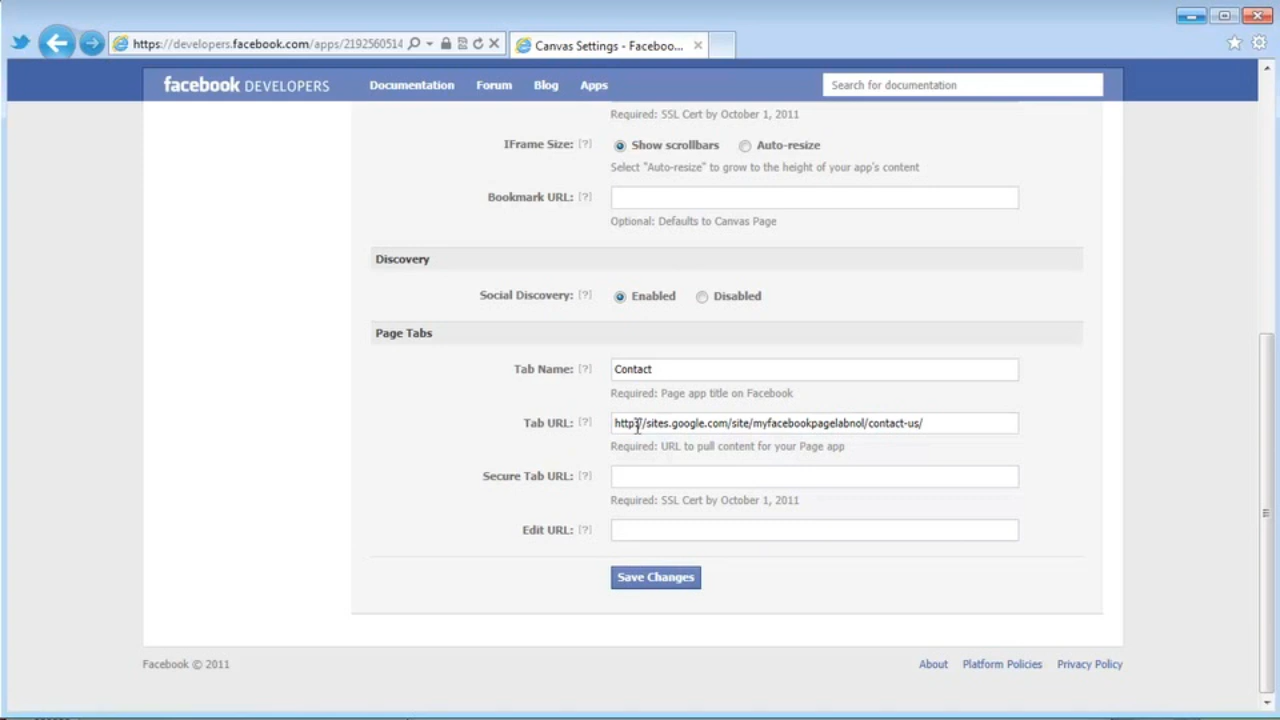 https://developers.facebook.com/apps/2192560514
Canvas Settings - Faceboo...
facebook DEVELOPERS
Documentation
Forum
Blog
Apps
Search for documentation
Required: SSL Cert by October 1, 2011
IFrame Size: [?] Show scrollbars Auto-resize
Select "Auto-resize" to grow to the height of your app's content
Bookmark URL: [?]
Optional: Defaults to Canvas Page
Discovery
Social Discovery: [?] Enabled Disabled
Page Tabs
Tab Name: [?] Contact
Required: Page app title on Facebook
Tab URL: [?] http://sites.google.com/site/myfacebookpagelabnol/contact-us/
Required: URL to pull content for your Page app
Secure Tab URL: [?]
Required: SSL Cert by October 1, 2011
Edit URL: [?]
Save Changes
Facebook © 2011
About Platform Policies Privacy Policy